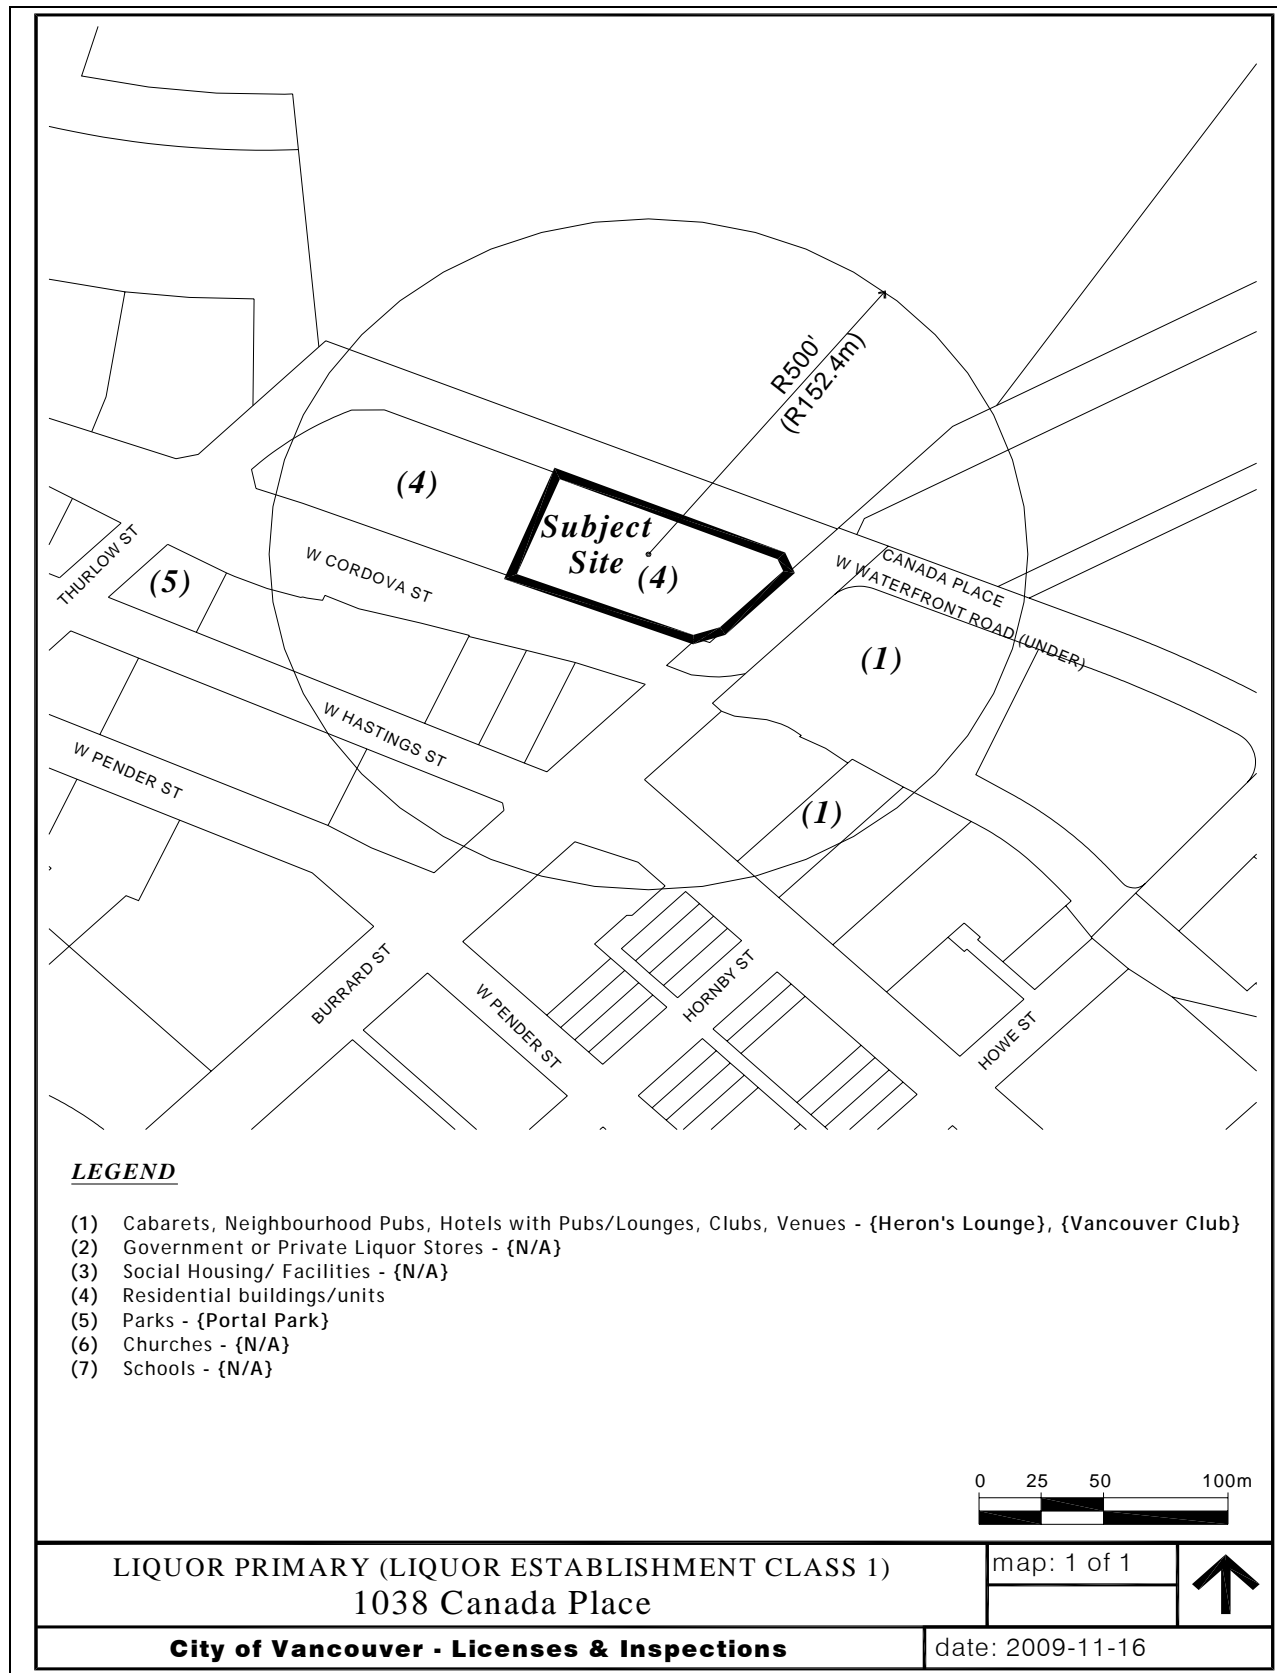 R500'
(R152.4m)
(4)
Subject
Site (4)
CANADA PLACE
W WATERFRONT ROAD (UNDER)
THURLOW ST
(5)
W CORDOVA ST
(1)
W HASTINGS ST
W PENDER ST
(1)
BURRARD ST
W PENDER ST
HORNBY ST
HOWE ST
LEGEND
(1) Cabarets, Neighbourhood Pubs, Hotels with Pubs/Lounges, Clubs, Venues - {Heron's Lounge}, {Vancouver Club}
(2) Government or Private Liquor Stores - {N/A}
(3) Social Housing/ Facilities - {N/A}
(4) Residential buildings/units
(5) Parks - {Portal Park}
(6) Churches - {N/A}
(7) Schools - {N/A}
0 25 50 100m
LIQUOR PRIMARY (LIQUOR ESTABLISHMENT CLASS 1)
1038 Canada Place
map: 1 of 1
City of Vancouver - Licenses & Inspections
date: 2009-11-16